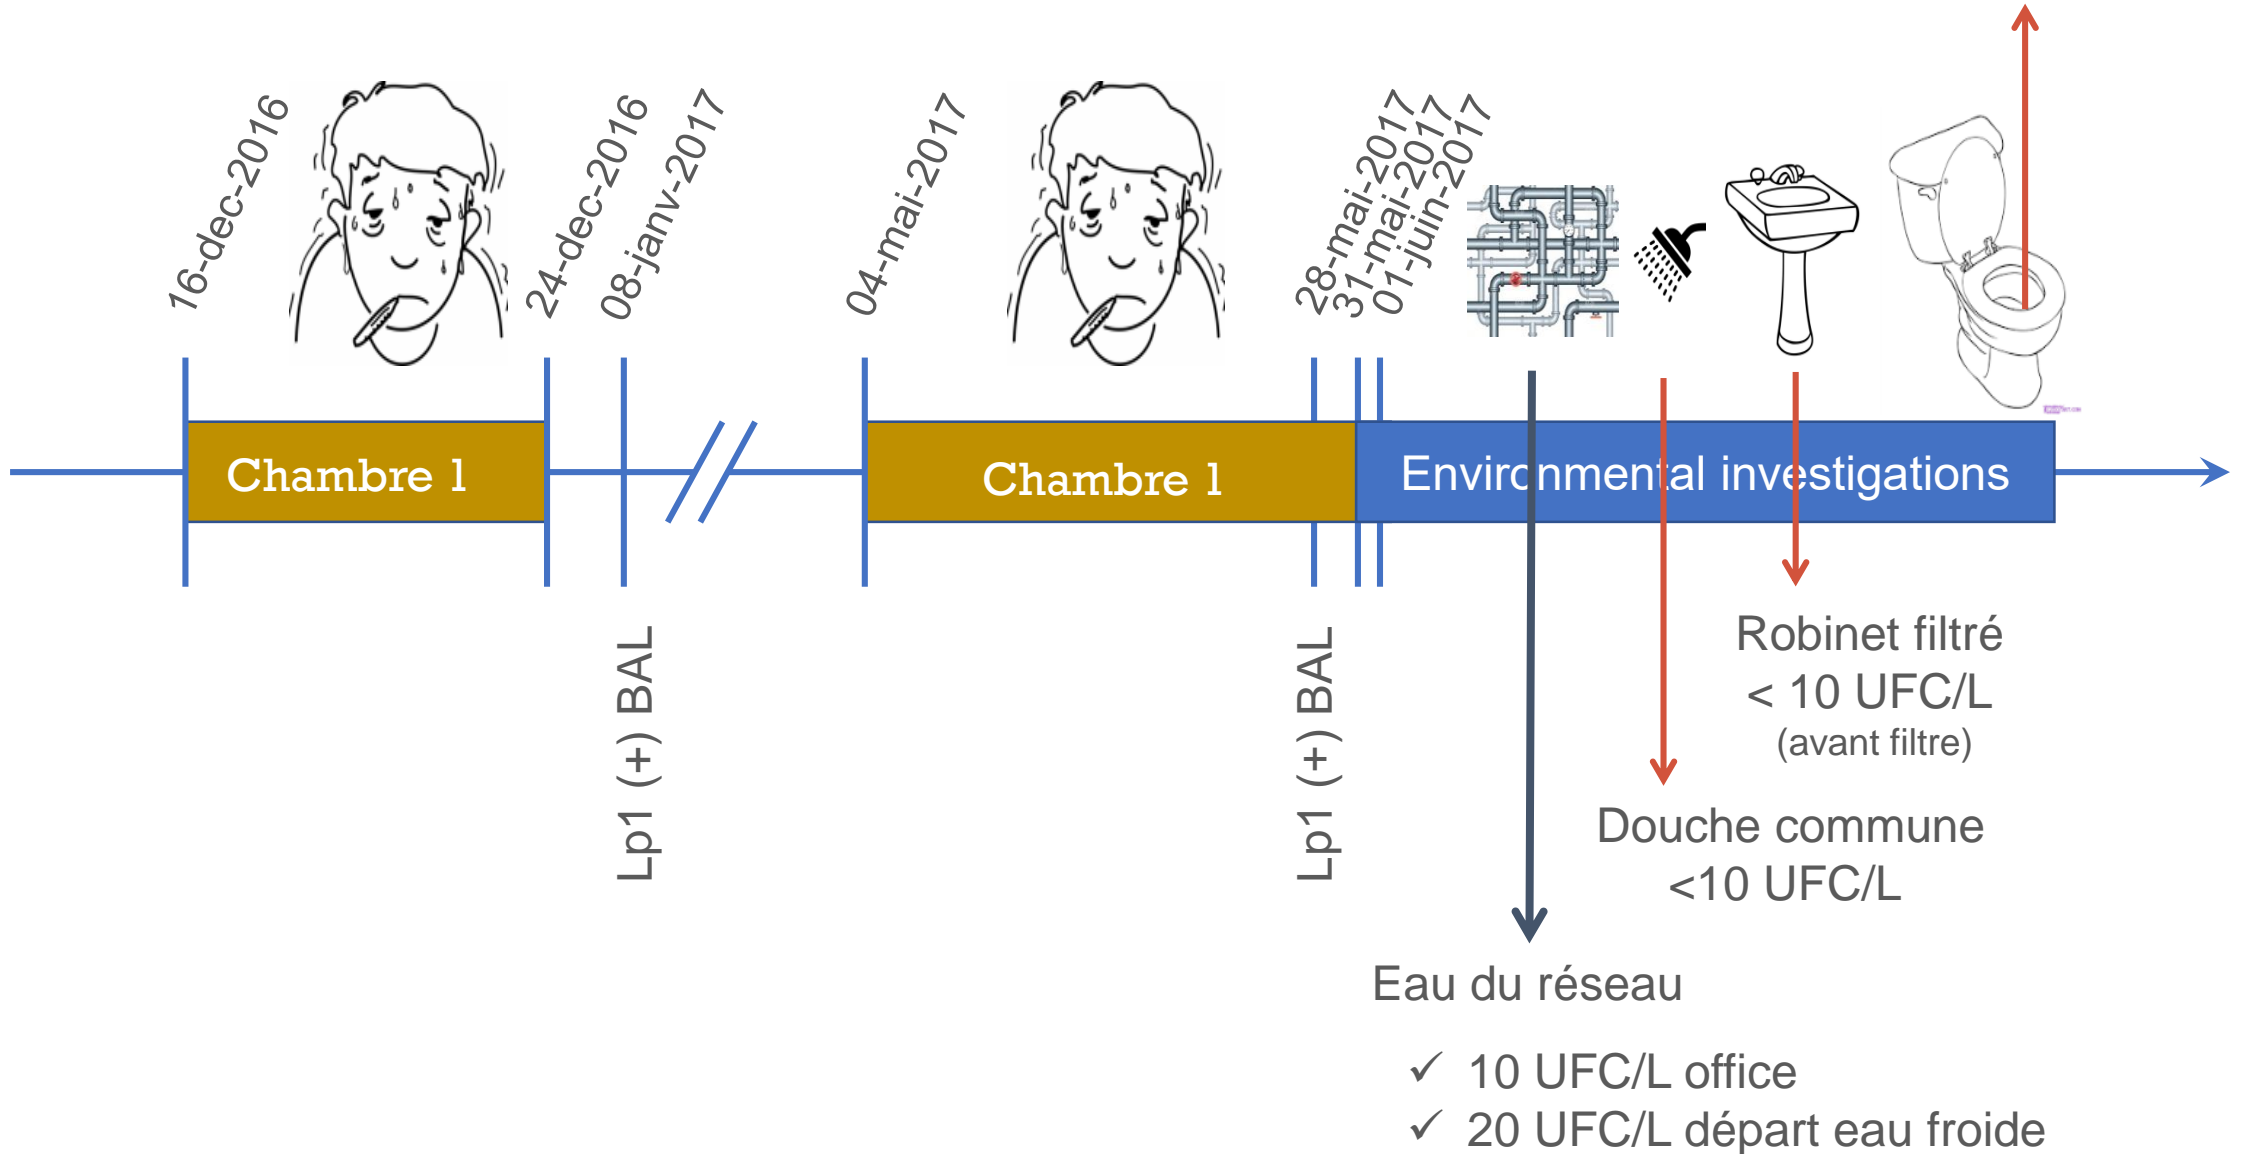 16-dec-2016
24-dec-2016
08-janv-2017
04-mai-2017
28-mai-2017
31-mai-2017
01-juin-2017
Chambre 1
Chambre 1
Environmental investigations
Lp1 (+) BAL
Lp1 (+) BAL
Robinet filtré
< 10 UFC/L
(avant filtre)
Douche commune
<10 UFC/L
Eau du réseau
✓ 10 UFC/L office
✓ 20 UFC/L départ eau froide